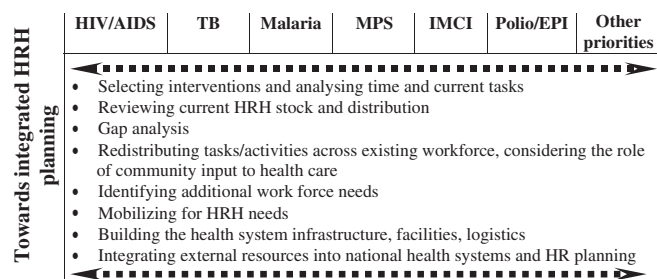 HIV/AIDS TB Malaria MPS IMCI Polio/EPI Other
priorities
Towards integrated HRH
planning
• Selecting interventions and analysing time and current tasks
• Reviewing current HRH stock and distribution
• Gap analysis
• Redistributing tasks/activities across existing workforce, considering the role
of community input to health care
• Identifying additional work force needs
• Mobilizing for HRH needs
• Building the health system infrastructure, facilities, logistics
• Integrating external resources into national health systems and HR planning